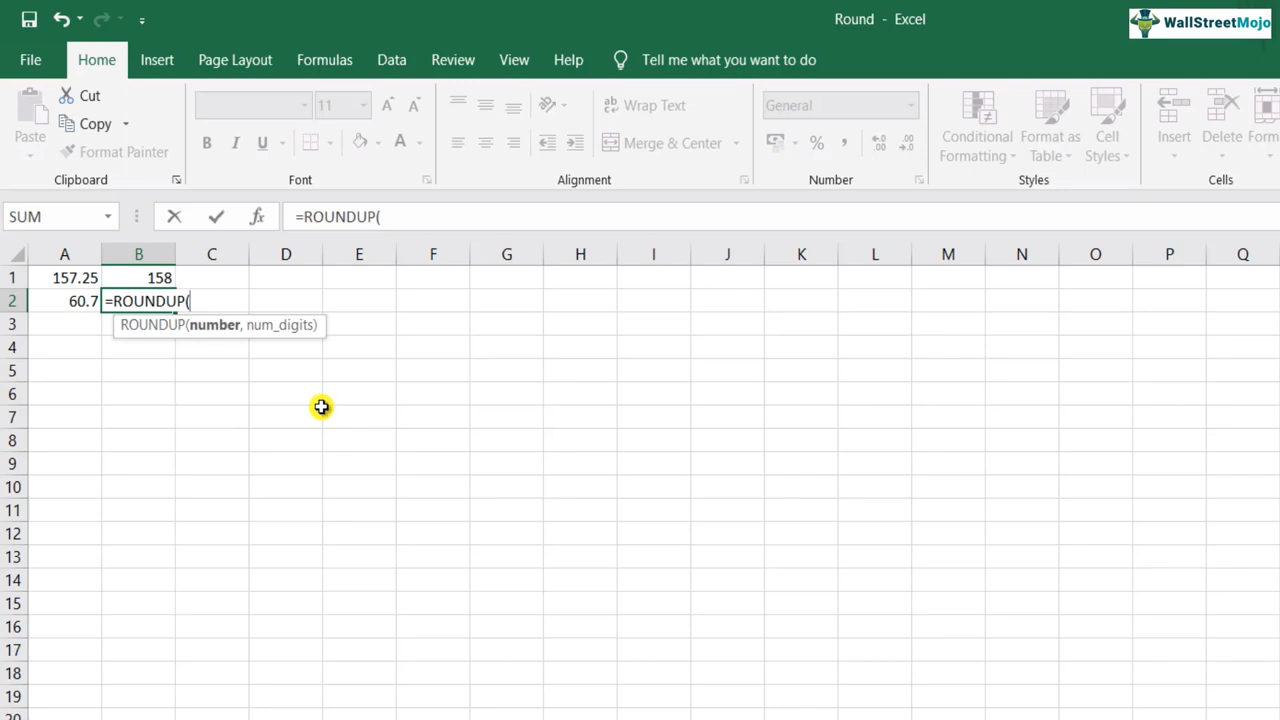 Round - Excel
WallStreetMojo
File Home Insert Page Layout Formulas Data Review View Help Tell me what you want to do
Paste
Cut
Copy
Format Painter
Clipboard
11
B I U A
Font
ab Wrap Text
Merge & Center
Alignment
General
%
Number
Conditional Formatting
Format as Table
Cell Styles
Styles
Insert Delete
Cells
SUM fx =ROUNDUP(
A B C D E F G H I J K L M N O P Q
1 157.25 158
2 60.7 =ROUNDUP(
ROUNDUP(number, num_digits)
3
4
5
6
7
8
9
10
11
12
13
14
15
16
17
18
19